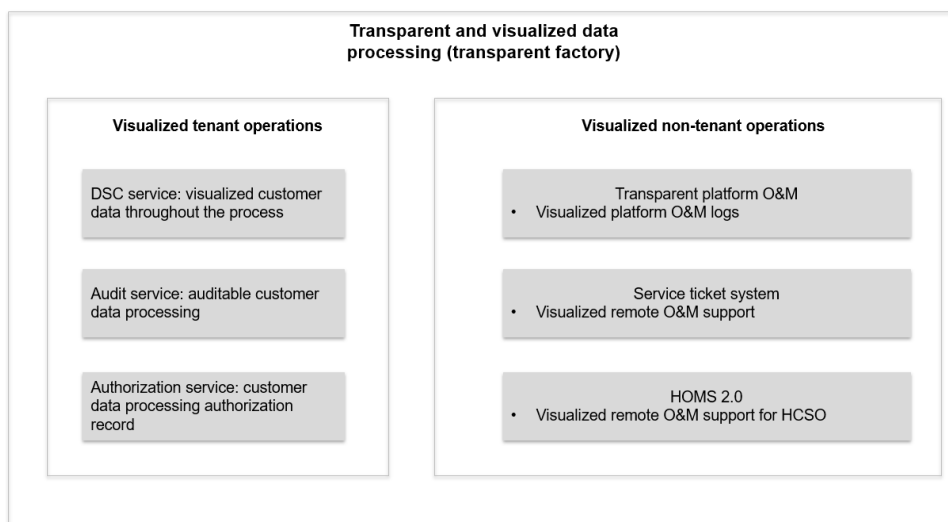 Transparent and visualized data
processing (transparent factory)
Visualized tenant operations
DSC service: visualized customer
data throughout the process
Audit service: auditable customer
data processing
Authorization service: customer
data processing authorization
record
Visualized non-tenant operations
Transparent platform O&M
• Visualized platform O&M logs
Service ticket system
• Visualized remote O&M support
HOMS 2.0
• Visualized remote O&M support for HCSO